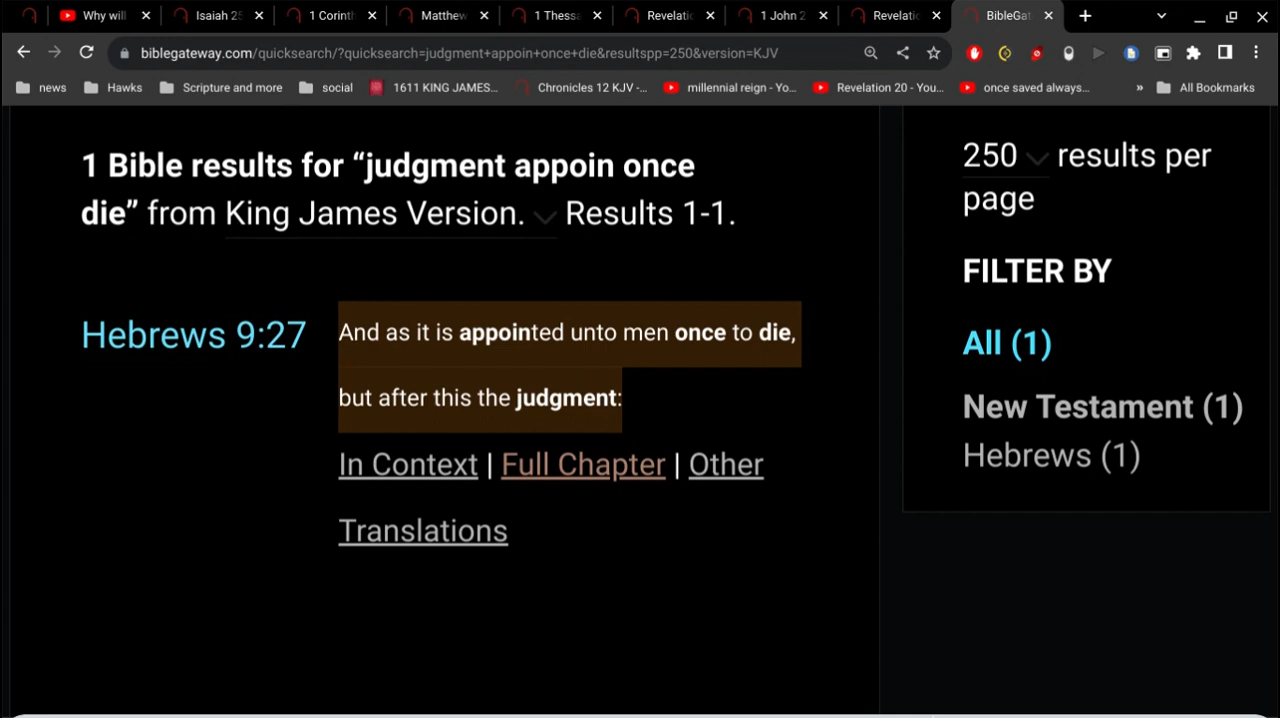 Why will
Isaiah 25
1 Corinth
Matthew
1 Thessa
Revelatio
1 John 2
Revelatio
BibleGat
biblegateway.com/quicksearch/?quicksearch=judgment+appoin+once+die&resultspp=250&version=KJV
news
Hawks
Scripture and more
social
1611 KING JAMES...
Chronicles 12 KJV -...
millennial reign - Yo...
Revelation 20 - You...
once saved always...
»
All Bookmarks
1 Bible results for “judgment appoin once
die” from King James Version. Results 1-1.
Hebrews 9:27
And as it is appointed unto men once to die,
but after this the judgment:
In Context | Full Chapter | Other
Translations
250 results per
page
FILTER BY
All (1)
New Testament (1)
Hebrews (1)